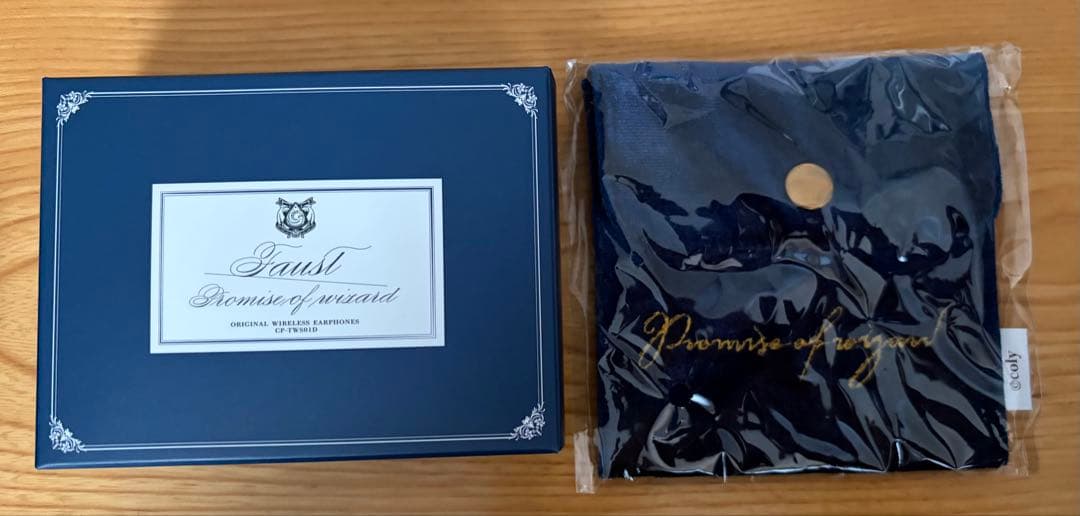 Faust
Promise of wizard
ORIGINAL WIRELESS EARPHONES
CP-TWS01D
Promise of wizard
©coly